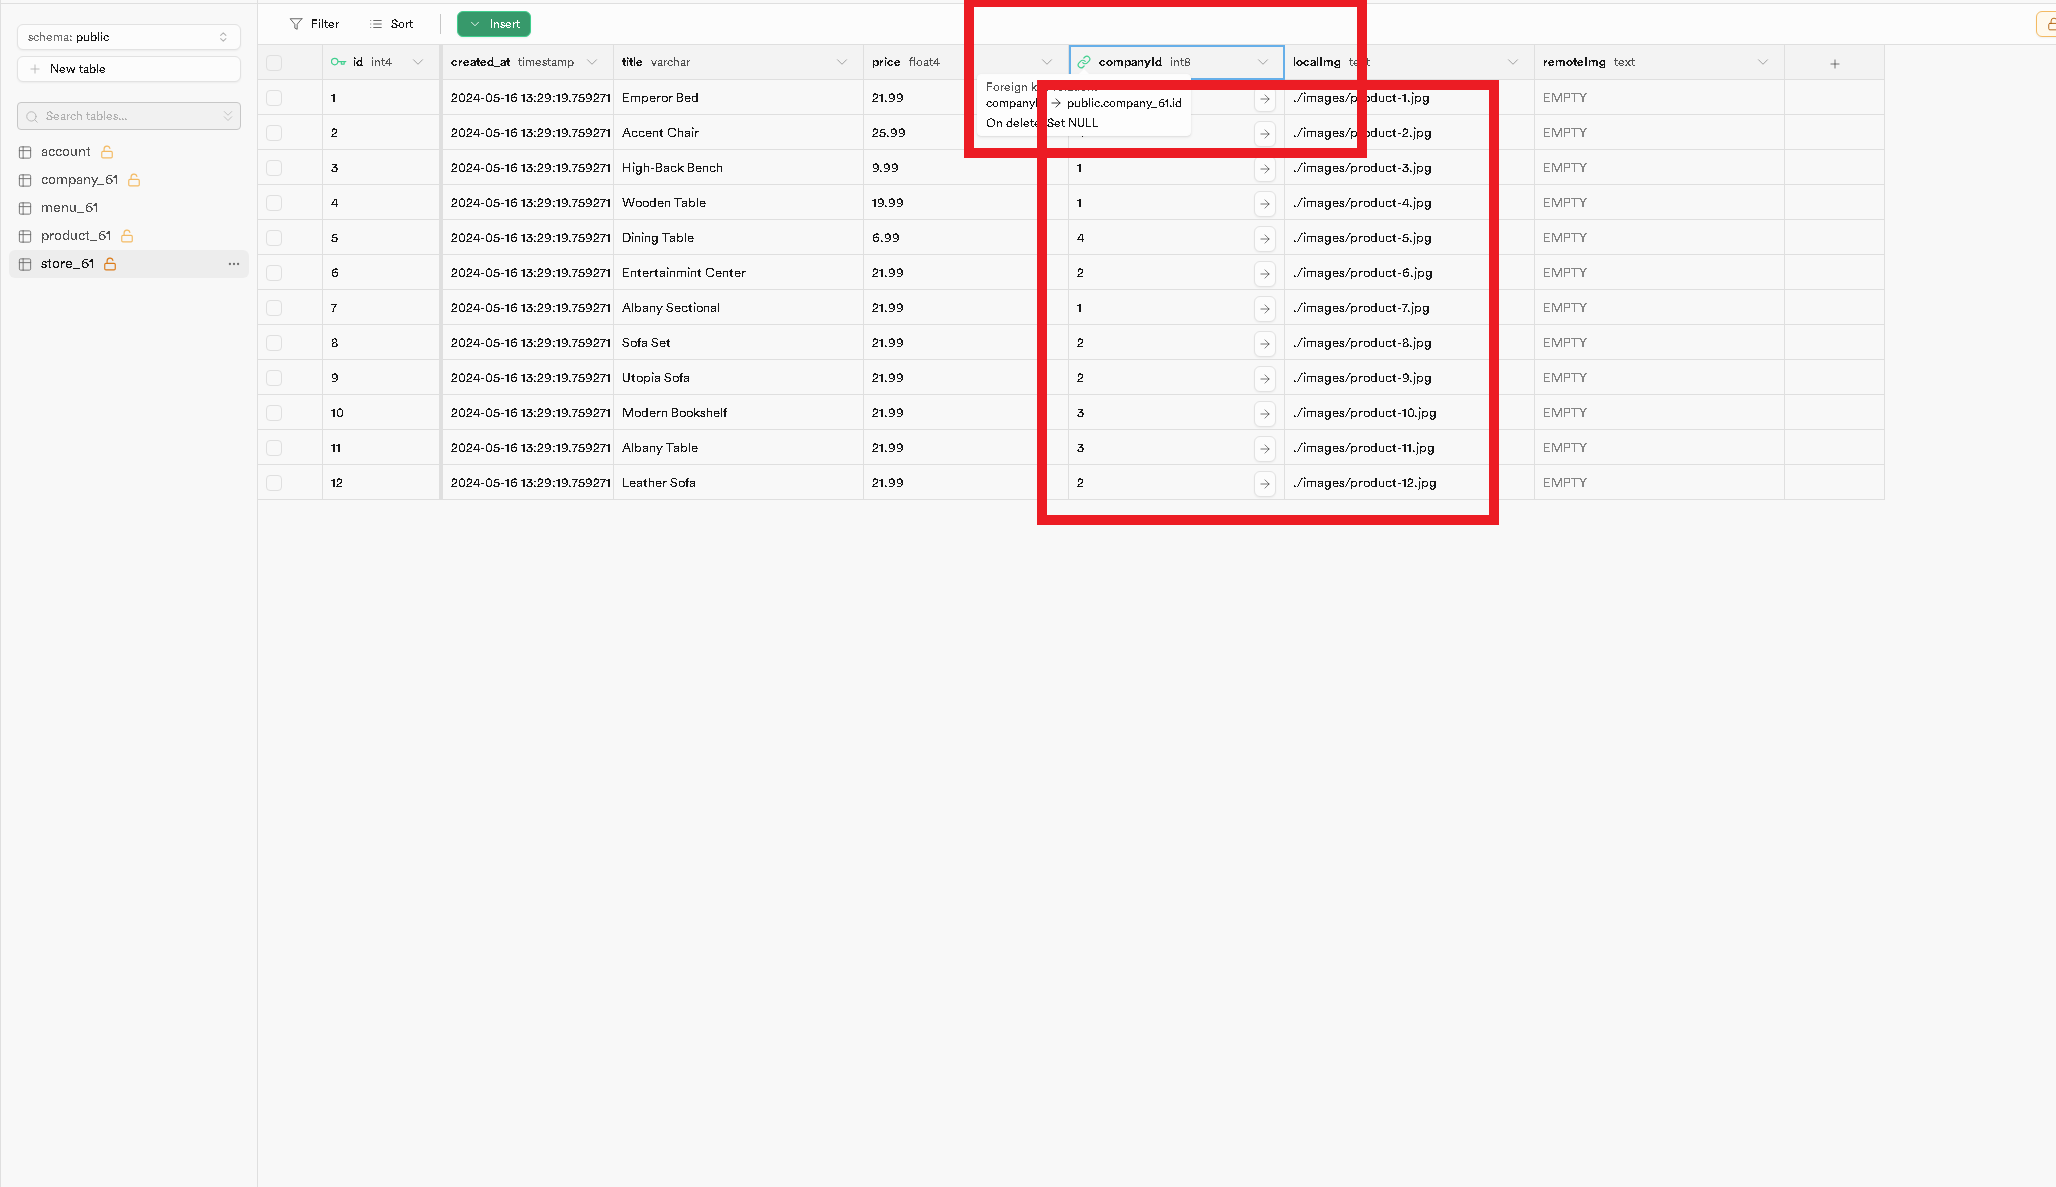 Filter Sort Insert
schema: public
New table
Search tables...
account
company_61
menu_61
product_61
store_61
id int4 created_at timestamp title varchar price float4 companyId int8 localImg text remoteImg text
Foreign
companyI → public.company_61.id
On delete Set NULL
1 2024-05-16 13:29:19.759271 Emperor Bed 21.99 ./images/product-1.jpg EMPTY
2 2024-05-16 13:29:19.759271 Accent Chair 25.99 ./images/product-2.jpg EMPTY
3 2024-05-16 13:29:19.759271 High-Back Bench 9.99 1 ./images/product-3.jpg EMPTY
4 2024-05-16 13:29:19.759271 Wooden Table 19.99 1 ./images/product-4.jpg EMPTY
5 2024-05-16 13:29:19.759271 Dining Table 6.99 4 ./images/product-5.jpg EMPTY
6 2024-05-16 13:29:19.759271 Entertainmint Center 21.99 2 ./images/product-6.jpg EMPTY
7 2024-05-16 13:29:19.759271 Albany Sectional 21.99 1 ./images/product-7.jpg EMPTY
8 2024-05-16 13:29:19.759271 Sofa Set 21.99 2 ./images/product-8.jpg EMPTY
9 2024-05-16 13:29:19.759271 Utopia Sofa 21.99 2 ./images/product-9.jpg EMPTY
10 2024-05-16 13:29:19.759271 Modern Bookshelf 21.99 3 ./images/product-10.jpg EMPTY
11 2024-05-16 13:29:19.759271 Albany Table 21.99 3 ./images/product-11.jpg EMPTY
12 2024-05-16 13:29:19.759271 Leather Sofa 21.99 2 ./images/product-12.jpg EMPTY